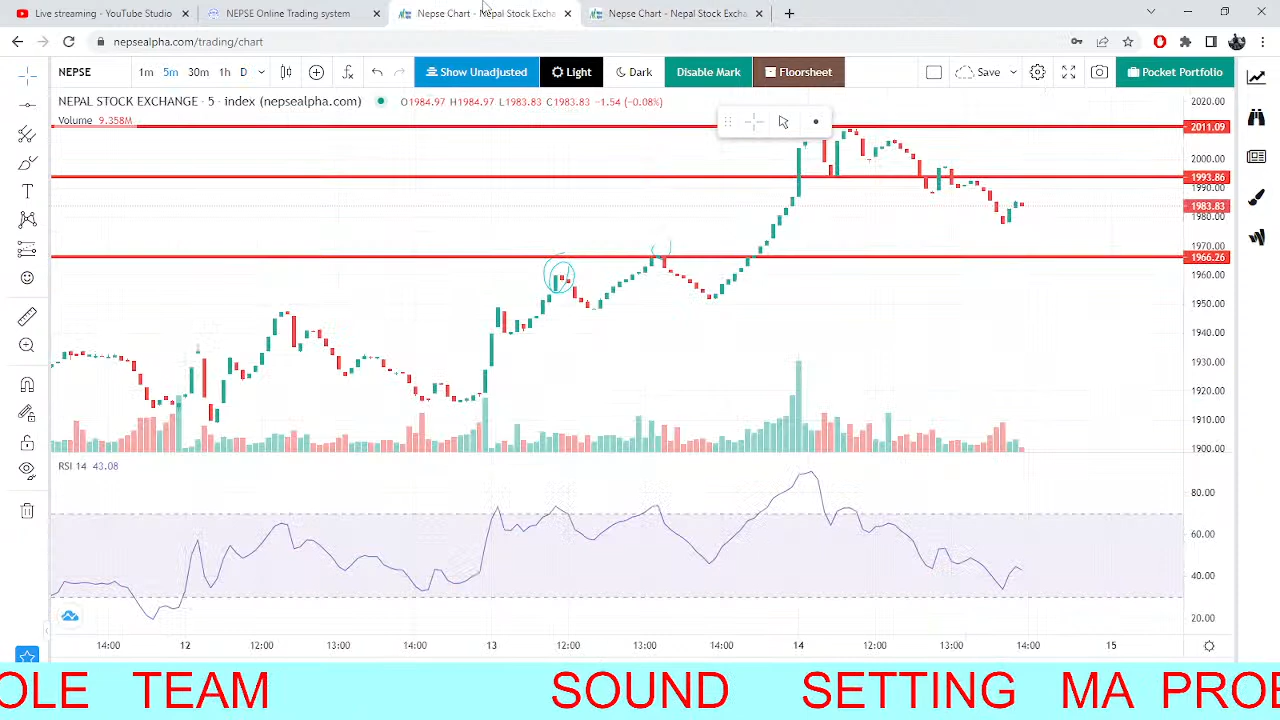 Live streaming - YouTube Studio
NEPSE Online Trading system
Nepse Chart - Nepal Stock Excha
Nepse Chart - Nepal Stock Excha
nepsealpha.com/trading/chart
NEPSE 1m 5m 30m 1h D Show Unadjusted Light Dark Disable Mark Floorsheet Save Pocket Portfolio
NEPAL STOCK EXCHANGE · 5 · index (nepsealpha.com) O1984.97 H1984.97 L1983.83 C1983.83 −1.54 (−0.08%)
Volume 9.358M
2020.00
2011.09
2000.00
1993.86
1990.00
1983.83
1980.00
1970.00
1966.26
1960.00
1950.00
1940.00
1930.00
1920.00
1910.00
1900.00
RSI 14 43.08
80.00
60.00
40.00
20.00
14:00 12 12:00 13:00 14:00 13 12:00 13:00 14:00 14 12:00 13:00 14:00 15
OLE TEAM SOUND SETTING MA PROB